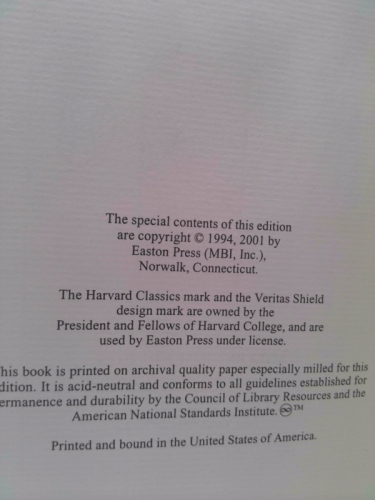 The special contents of this edition
are copyright © 1994, 2001 by
Easton Press (MBI, Inc.),
Norwalk, Connecticut.
The Harvard Classics mark and the Veritas Shield
design mark are owned by the
President and Fellows of Harvard College, and are
used by Easton Press under license.
his book is printed on archival quality paper especially milled for this
dition. It is acid-neutral and conforms to all guidelines established for
ermanence and durability by the Council of Library Resources and the
American National Standards Institute. ♾™
Printed and bound in the United States of America.